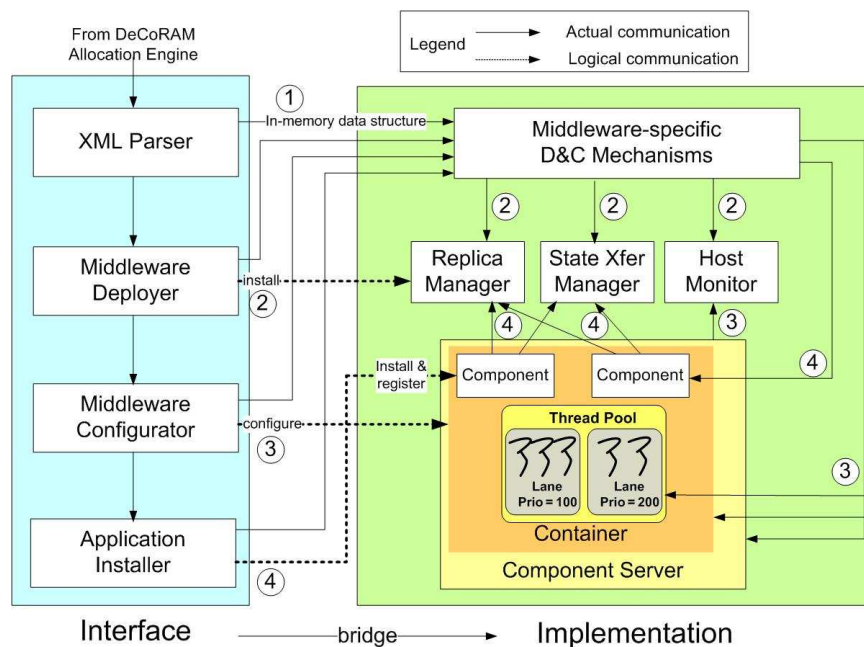 From DeCoRAM
Allocation Engine
Legend
Actual communication
Logical communication
1
XML Parser
In-memory data structure
Middleware-specific
D&C Mechanisms
2
2
2
Middleware
Deployer
install
2
Replica
Manager
State Xfer
Manager
Host
Monitor
3
4
4
4
Install &
register
Component
Component
Middleware
Configurator
configure
3
Thread Pool
Lane
Prio = 100
Lane
Prio = 200
3
Container
Application
Installer
4
Component Server
Interface
bridge
Implementation